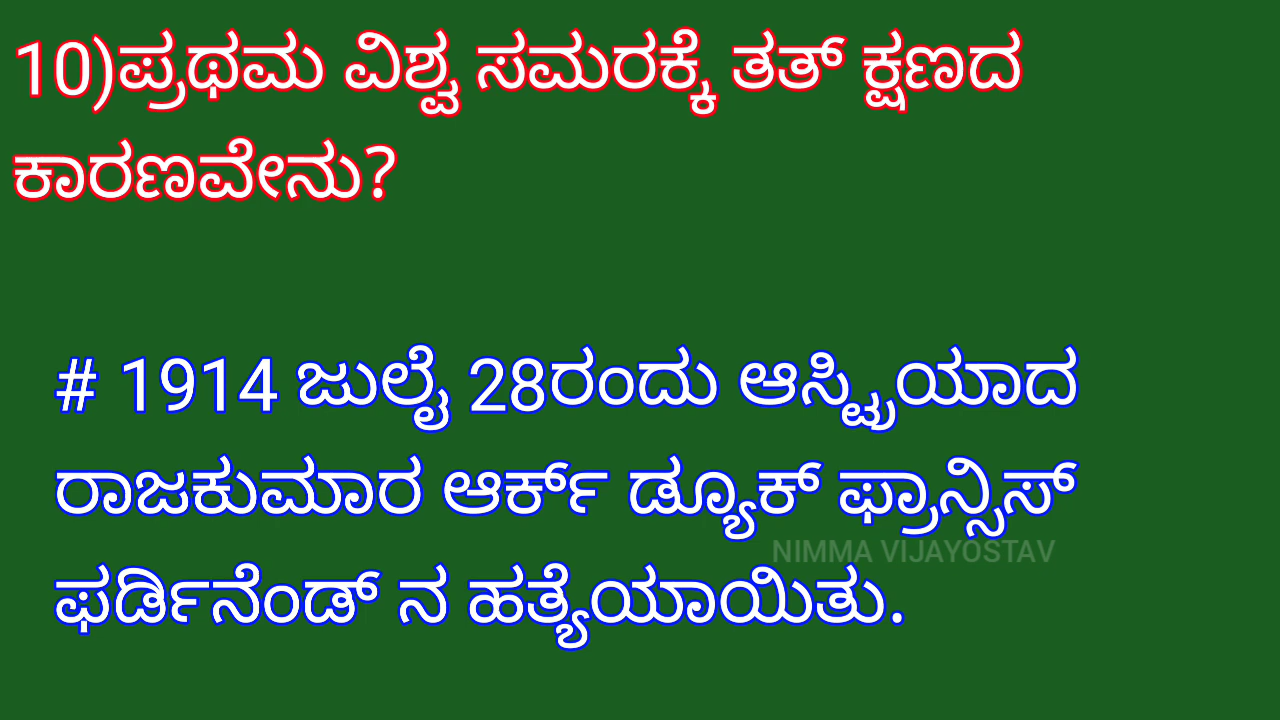 10)ಪ್ರಥಮ ವಿಶ್ವ ಸಮರಕ್ಕೆ ತತ್ ಕ್ಷಣದ
ಕಾರಣವೇನು?
# 1914 ಜುಲೈ 28ರಂದು ಆಸ್ಟ್ರಿಯಾದ
ರಾಜಕುಮಾರ ಆರ್ಕ್ ಡ್ಯೂಕ್ ಫ್ರಾನ್ಸಿಸ್
NIMMA VIJAYOSTAV
ಫರ್ಡಿನೆಂಡ್ ನ ಹತ್ಯೆಯಾಯಿತು.